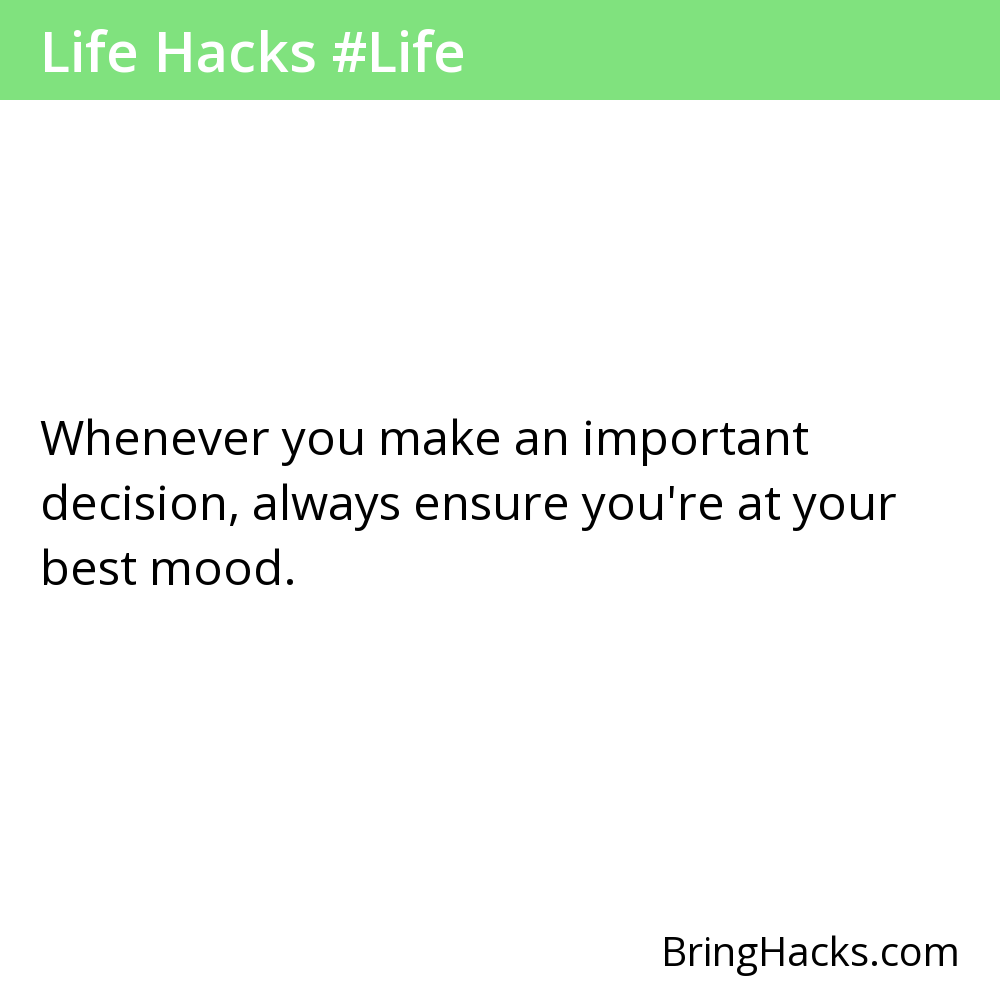 Life Hacks #Life
Whenever you make an important
decision, always ensure you're at your
best mood.
BringHacks.com